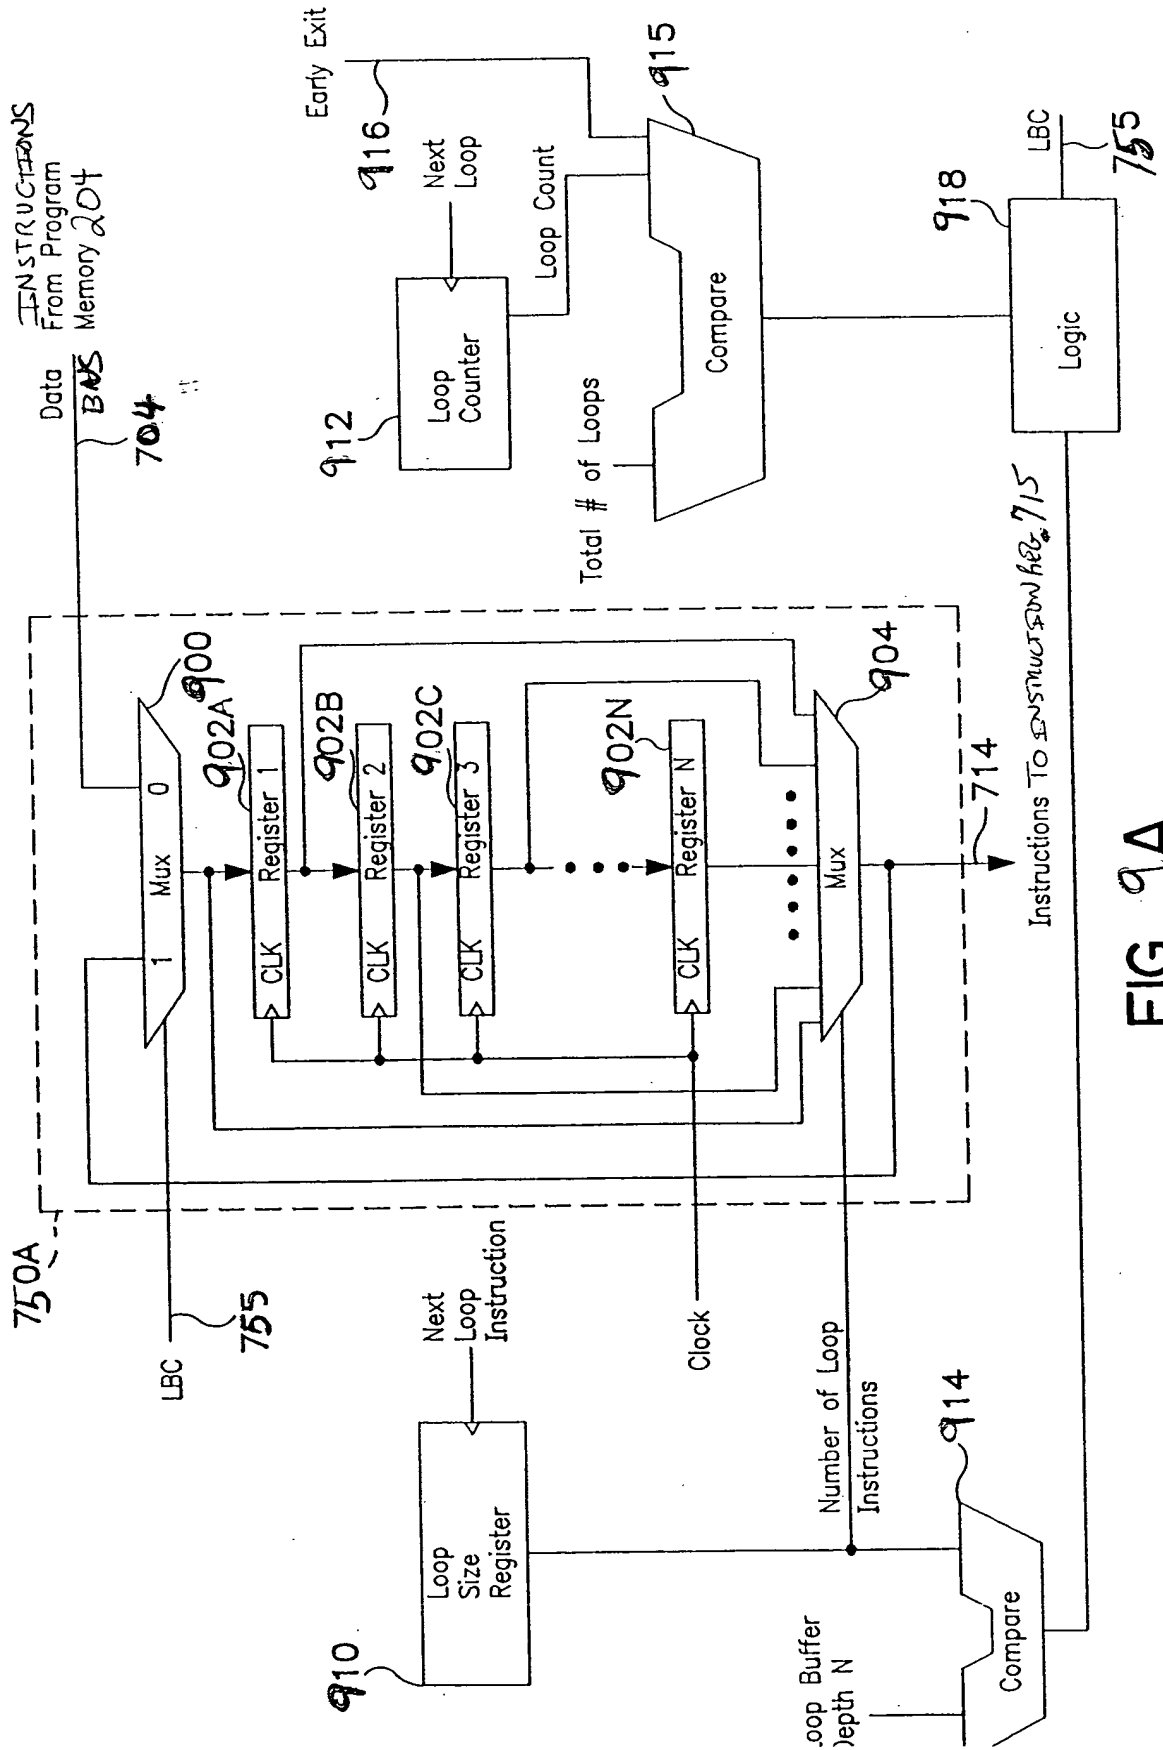 INSTRUCTIONS
Data From Program
BUS Memory 204
704
750A
LBC
755
1
Mux
0
900
902A
CLK Register 1
902B
CLK Register 2
902C
CLK Register 3
902N
CLK Register N
Mux
904
714
Instructions To INSTRUCTION REG. 715
Clock
Early Exit
916
Next
Loop
912
Loop
Counter
Loop Count
Total # of Loops
Compare
915
918
Logic
LBC
755
910
Loop
Size
Register
Next
Loop
Instruction
Number of Loop
Instructions
914
Loop Buffer
Depth N
Compare
FIG 9A